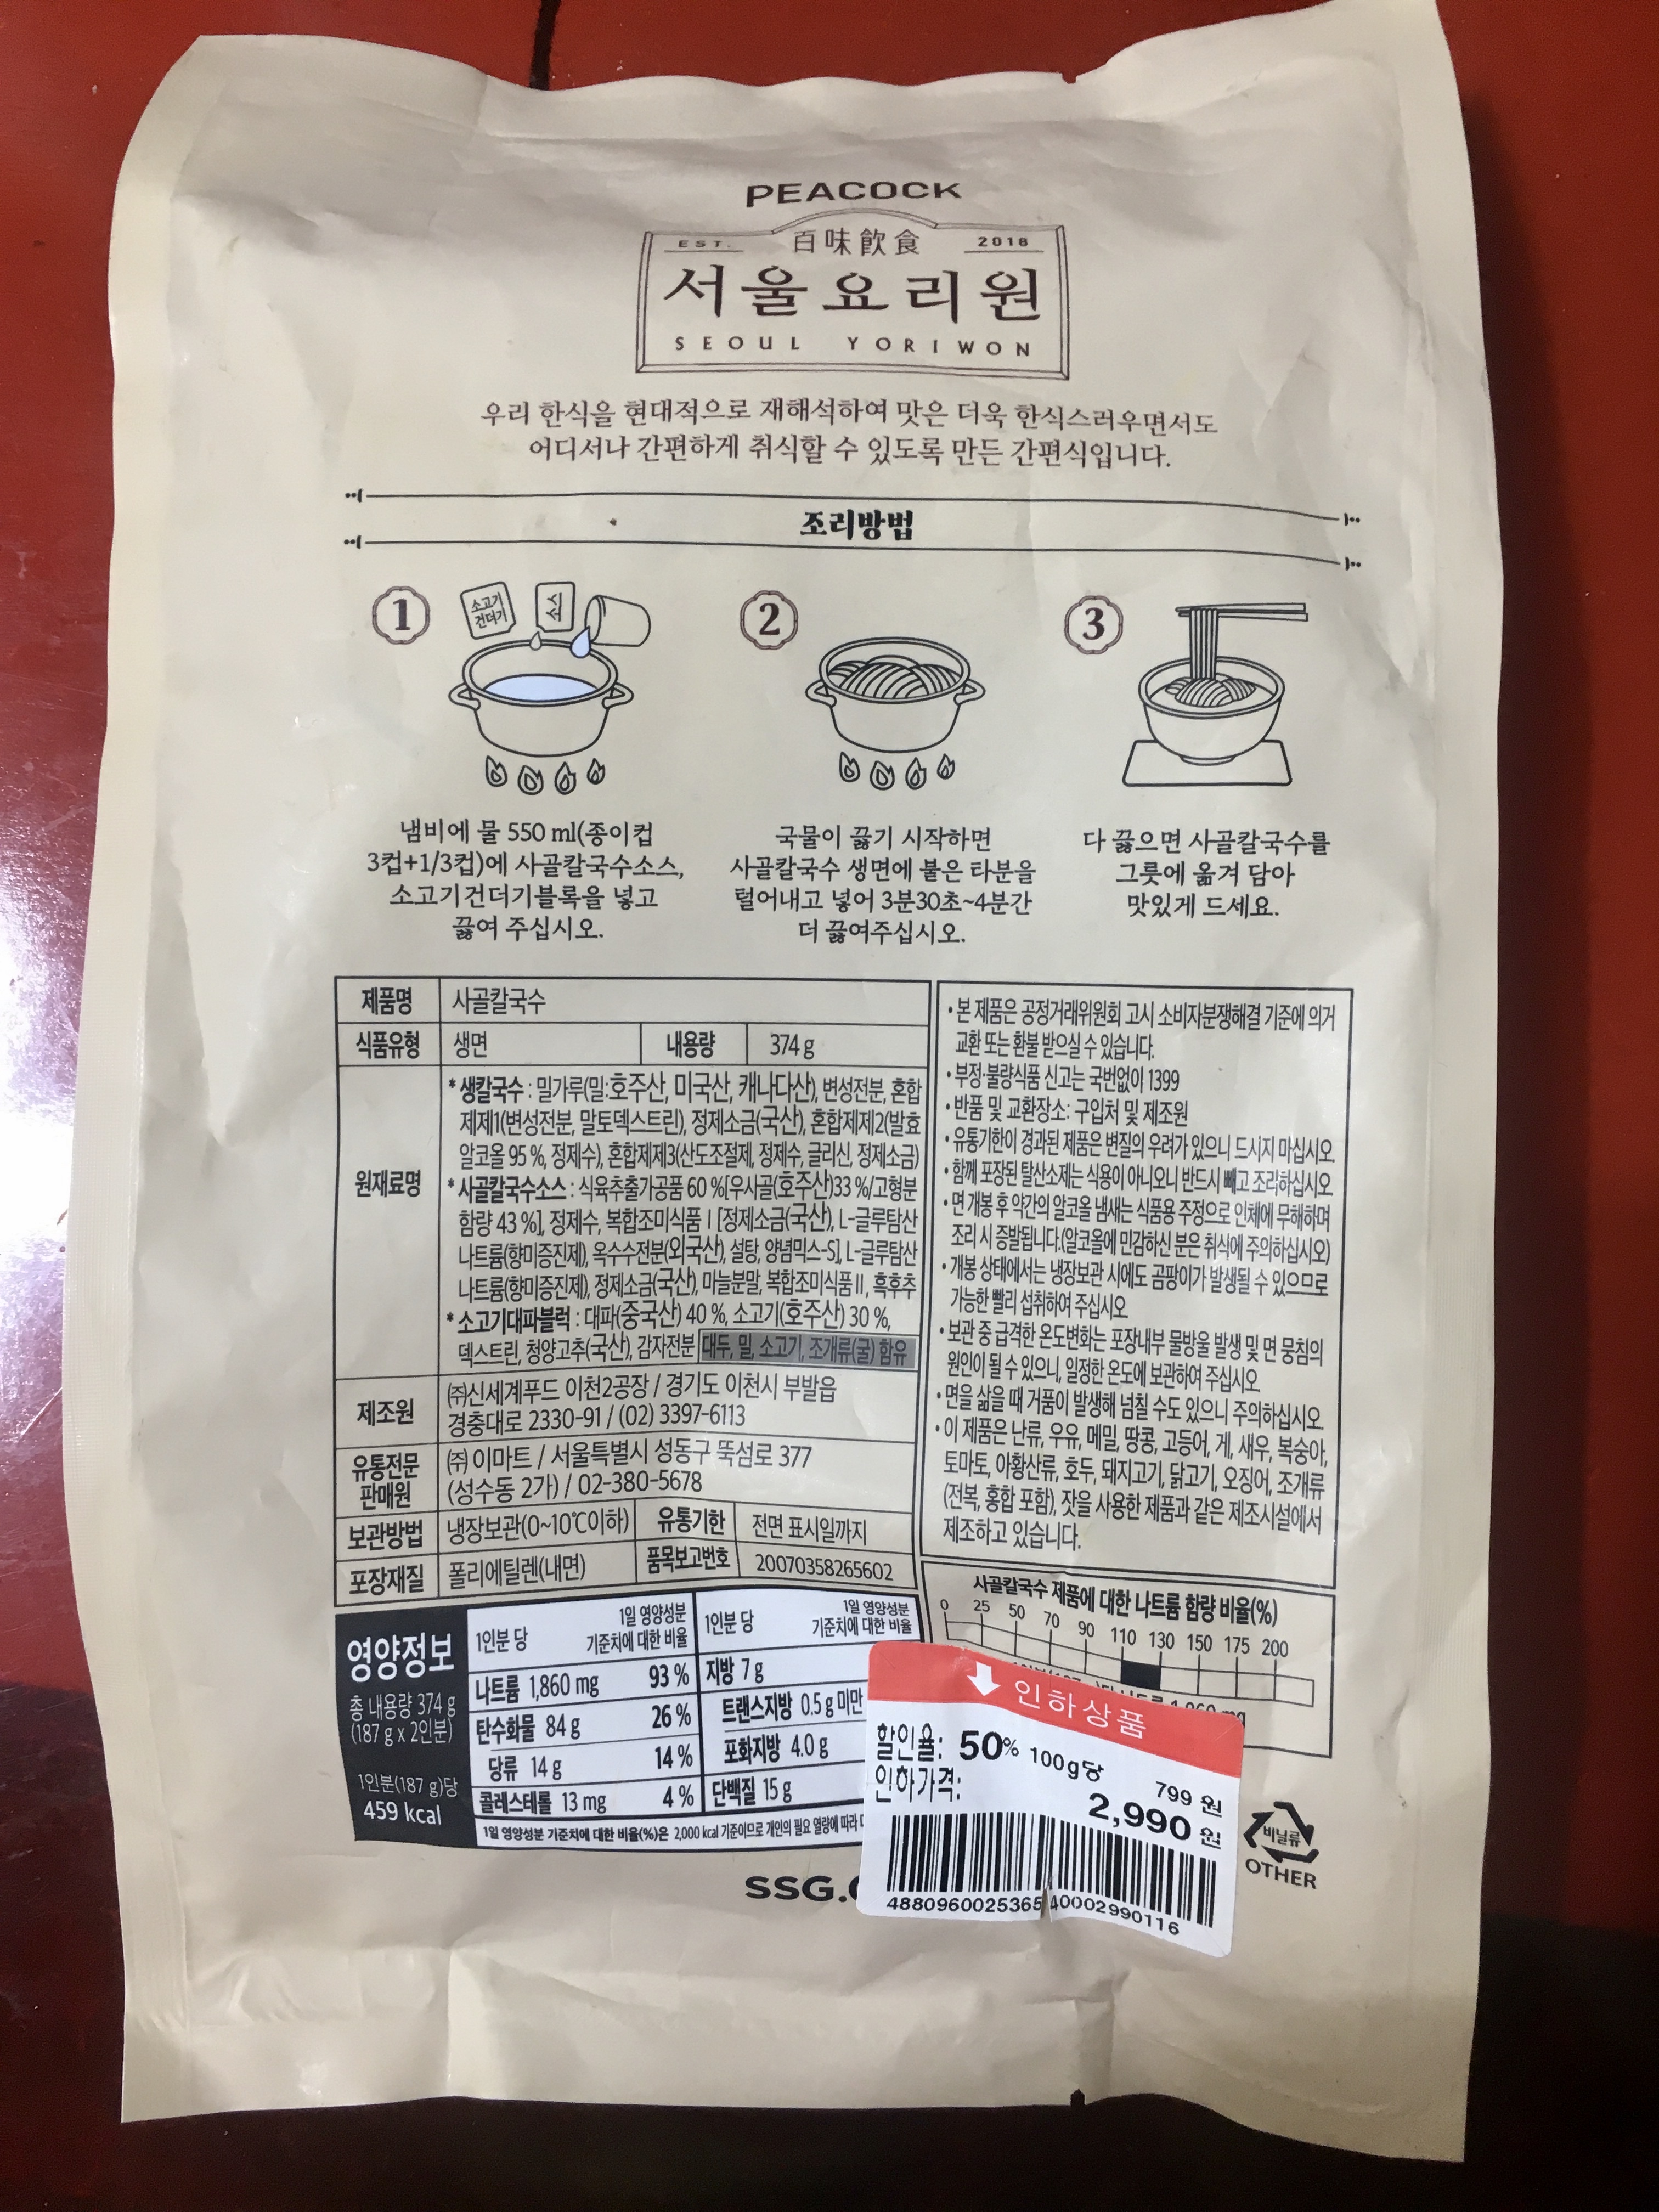 PEACOCK
EST. 百味飮食 2018
서울요리원
SEOUL YORIWON
우리 한식을 현대적으로 재해석하여 맛은 더욱 한식스러우면서도
어디서나 간편하게 취식할 수 있도록 만든 간편식입니다.
조리방법
1
소고기
건더기
소스
냄비에 물 550 ml(종이컵
3컵+1/3컵)에 사골칼국수소스,
소고기건더기블록을 넣고
끓여 주십시오.
2
국물이 끓기 시작하면
사골칼국수 생면에 붙은 타분을
털어내고 넣어 3분30초~4분간
더 끓여주십시오.
3
다 끓으면 사골칼국수를
그릇에 옮겨 담아
맛있게 드세요.
제품명 사골칼국수
식품유형 생면 내용량 374 g
원재료명
* 생칼국수 : 밀가루(밀:호주산, 미국산, 캐나다산), 변성전분, 혼합
제제1(변성전분, 말토덱스트린), 정제소금(국산), 혼합제제2(발효
알코올 95 %, 정제수), 혼합제제3(산도조절제, 정제수, 글리신, 정제소금)
* 사골칼국수소스 : 식육추출가공품 60 %[우사골(호주산)33 %/고형분
함량 43 %], 정제수, 복합조미식품 I [정제소금(국산), L-글루탐산
나트륨(향미증진제), 옥수수전분(외국산), 설탕, 양념믹스-S], L-글루탐산
나트륨(향미증진제), 정제소금(국산), 마늘분말, 복합조미식품 II, 흑후추
* 소고기대파블럭 : 대파(중국산) 40 %, 소고기(호주산) 30 %,
덱스트린, 청양고추(국산), 감자전분 대두, 밀, 소고기, 조개류(굴) 함유
제조원 ㈜신세계푸드 이천2공장 / 경기도 이천시 부발읍
경충대로 2330-91 / (02) 3397-6113
유통전문
판매원
㈜ 이마트 / 서울특별시 성동구 뚝섬로 377
(성수동 2가) / 02-380-5678
보관방법 냉장보관(0~10℃이하) 유통기한 전면 표시일까지
포장재질 폴리에틸렌(내면) 품목보고번호 20070358265602
• 본 제품은 공정거래위원회 고시 소비자분쟁해결 기준에 의거
교환 또는 환불 받으실 수 있습니다.
• 부정·불량식품 신고는 국번없이 1399
• 반품 및 교환장소: 구입처 및 제조원
• 유통기한이 경과된 제품은 변질의 우려가 있으니 드시지 마십시오
• 함께 포장된 탈산소제는 식용이 아니오니 반드시 빼고 조리하십시오
• 면 개봉 후 약간의 알코올 냄새는 식품용 주정으로 인체에 무해하며
조리 시 증발됩니다.(알코올에 민감하신 분은 취식에 주의하십시오)
• 개봉 상태에서는 냉장보관 시에도 곰팡이가 발생될 수 있으므로
가능한 빨리 섭취하여 주십시오
• 보관 중 급격한 온도변화는 포장내부 물방울 발생 및 면 뭉침의
원인이 될 수 있으니, 일정한 온도에 보관하여 주십시오
• 면을 삶을 때 거품이 발생해 넘칠 수도 있으니 주의하십시오.
• 이 제품은 난류, 우유, 메밀, 땅콩, 고등어, 게, 새우, 복숭아,
토마토, 아황산류, 호두, 돼지고기, 닭고기, 오징어, 조개류
(전복, 홍합 포함), 잣을 사용한 제품과 같은 제조시설에서
제조하고 있습니다.
사골칼국수 제품에 대한 나트륨 함량 비율(%)
0 25 50 70 90 110 130 150 175 200
영양정보
총 내용량 374 g
(187 g x 2인분)
1인분(187 g)당
459 kcal
1인분 당 1일 영양성분
기준치에 대한 비율
1인분 당 1일 영양성분
기준치에 대한 비율
나트륨 1,860 mg 93 %
탄수화물 84 g 26 %
당류 14 g 14 %
콜레스테롤 13 mg 4 %
지방 7 g
트랜스지방 0.5 g 미만
포화지방 4.0 g
단백질 15 g
1일 영양성분 기준치에 대한 비율(%)은 2,000 kcal 기준이므로 개인의 필요 열량에 따라
SSG.
인하상품
할인율: 50% 100g당 799 원
인하가격: 2,990 원
4880960025365 40002990116
비닐류
OTHER